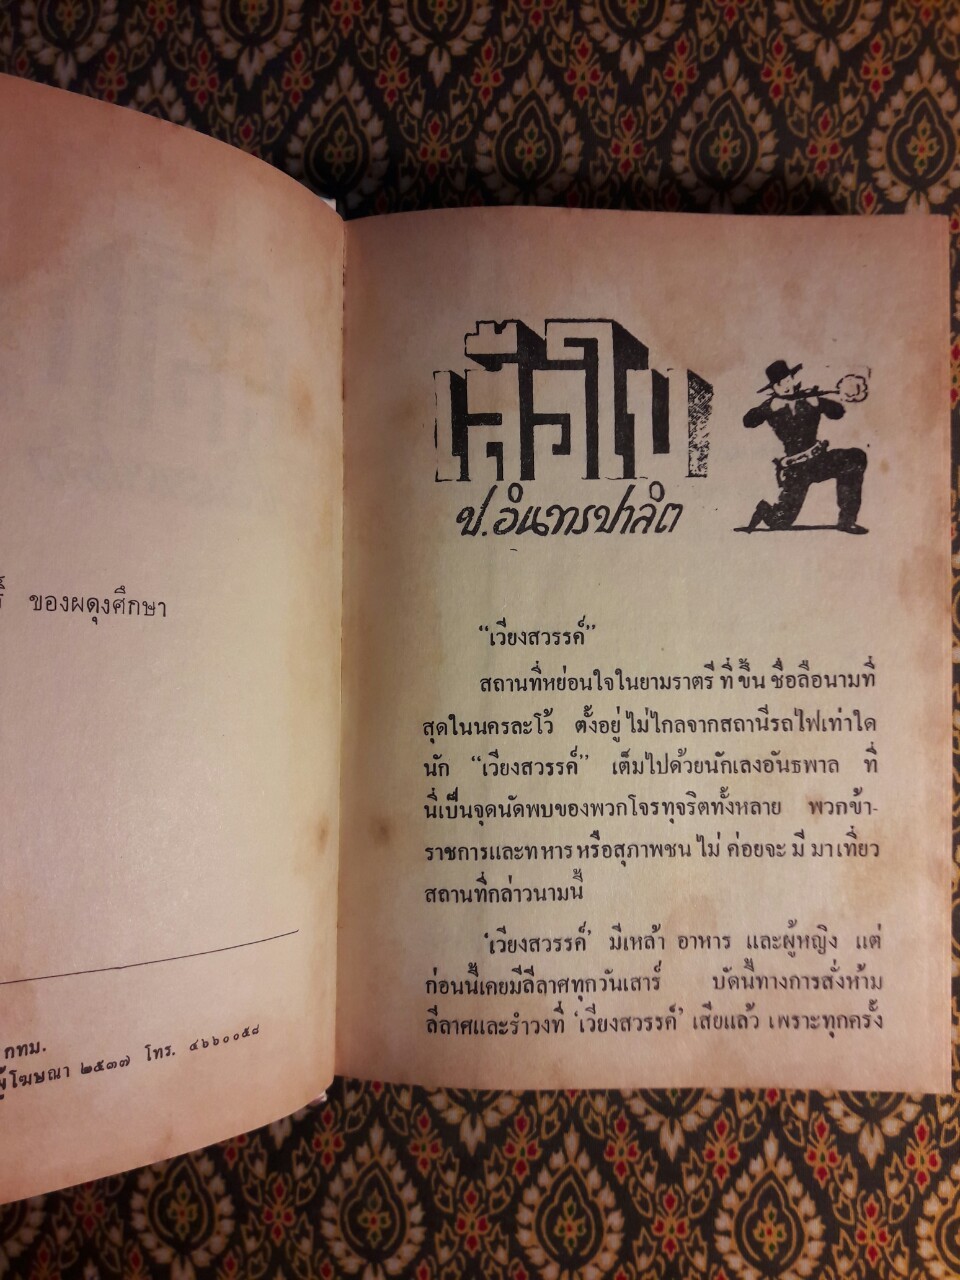 ของผดุงศึกษา
กทม.
ผู้โฆษณา ๒๕๓๗ โทร. ๔๖๖๐๐๕๘
เสือใบ
ป. อินทรปาลิต
“เวียงสวรรค์”
สถานที่หย่อนใจในยามราตรี ที่ ขึ้น ชื่อลือนามที่
สุดในนครละโว้ ตั้งอยู่ ไม่ไกลจากสถานีรถไฟเท่าใด
นัก “เวียงสวรรค์” เต็มไปด้วยนักเลงอันธพาล ที่
นี่เป็นจุดนัดพบของพวกโจรทุจริตทั้งหลาย พวกข้า-
ราชการและทหารหรือสุภาพชน ไม่ ค่อยจะ มี มาเที่ยว
สถานที่กล่าวนามนี้
‘เวียงสวรรค์’ มีเหล้า อาหาร และผู้หญิง แต่
ก่อนนี้เคยมีลีลาศทุกวันเสาร์ บัดนี้ทางการสั่งห้าม
ลีลาศและรำวงที่ ‘เวียงสวรรค์’ เสียแล้ว เพราะทุกครั้ง